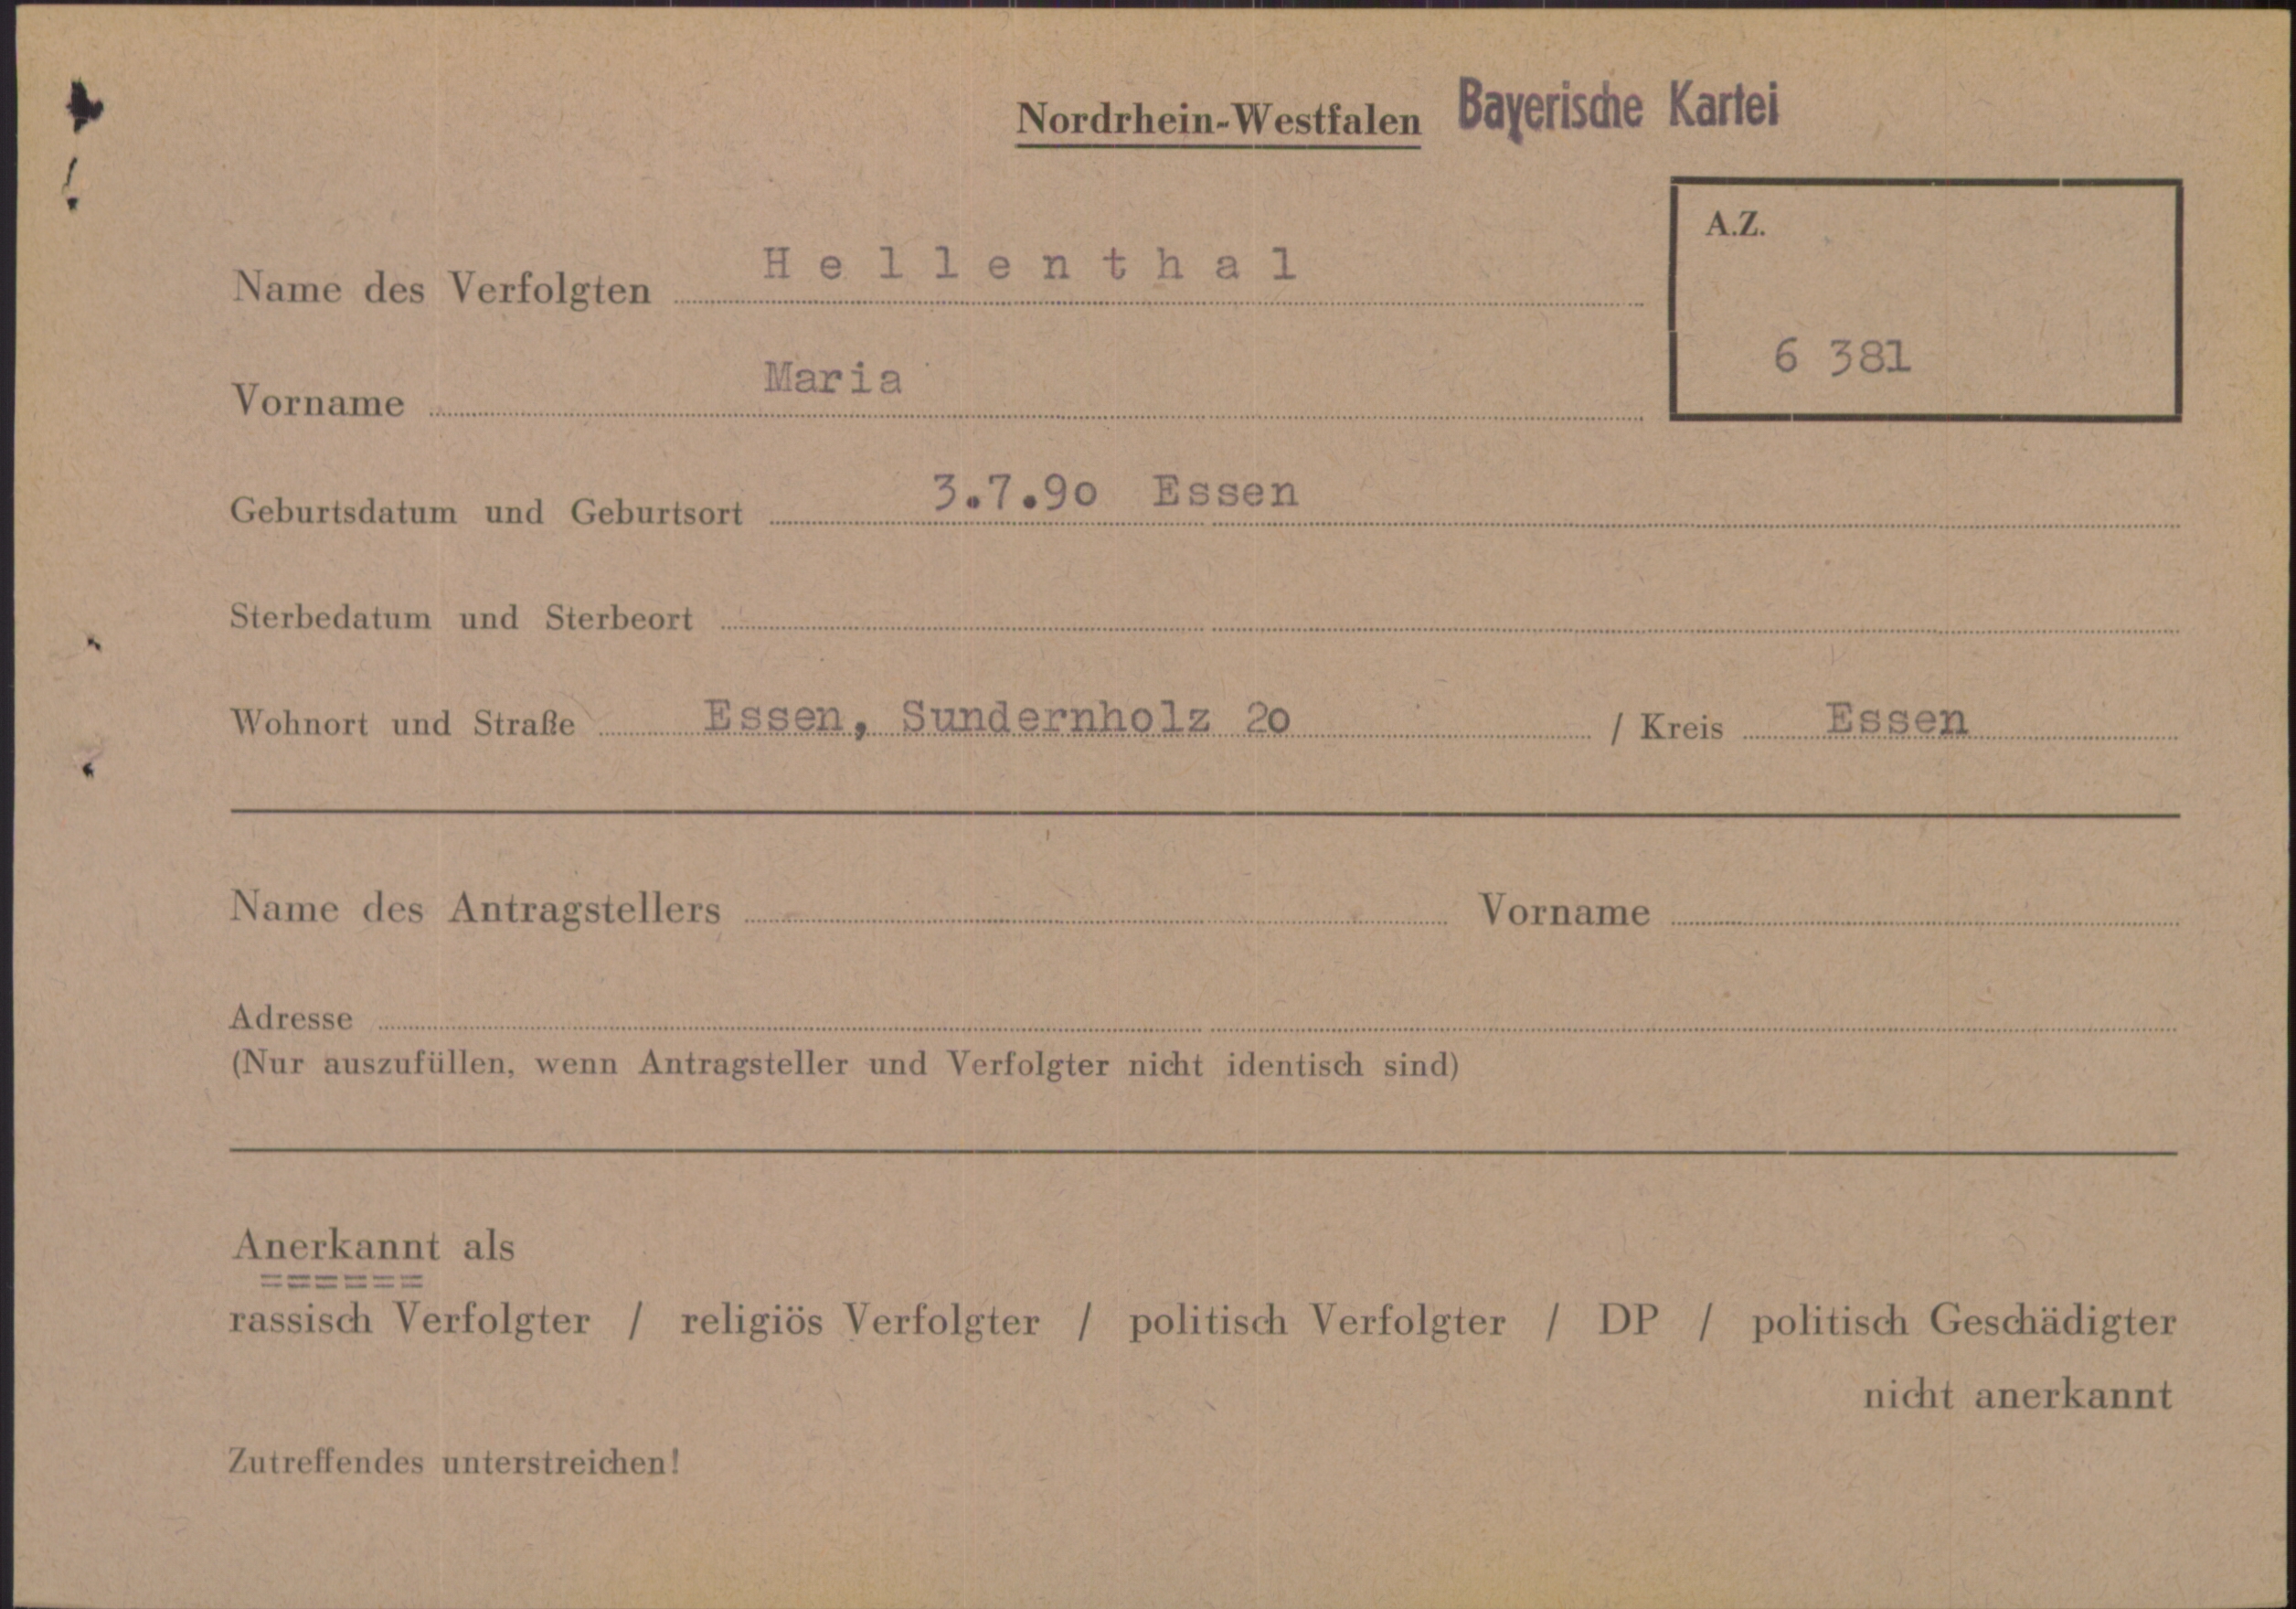 Nordrhein-Westfalen Bayerische Kartei
A.Z.
Name des Verfolgten H e l l e n t h a l
6 381
Vorname Maria
Geburtsdatum und Geburtsort 3.7.90 Essen
Sterbedatum und Sterbeort
Wohnort und Straße Essen, Sundernholz 20 / Kreis Essen
Name des Antragstellers Vorname
Adresse
(Nur auszufüllen, wenn Antragsteller und Verfolgter nicht identisch sind)
Anerkannt als
======
rassisch Verfolgter / religiös Verfolgter / politisch Verfolgter / DP / politisch Geschädigter
nicht anerkannt
Zutreffendes unterstreichen!